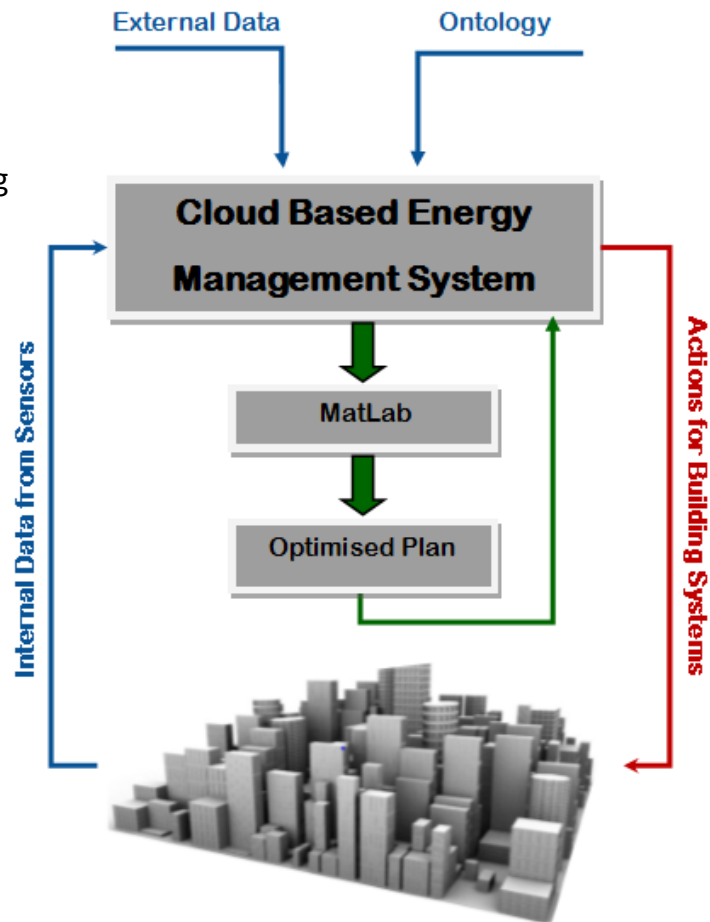 External Data
Ontology
g
Cloud Based Energy
Management System
MatLab
Optimised Plan
Internal Data from Sensors
Actions for Building Systems